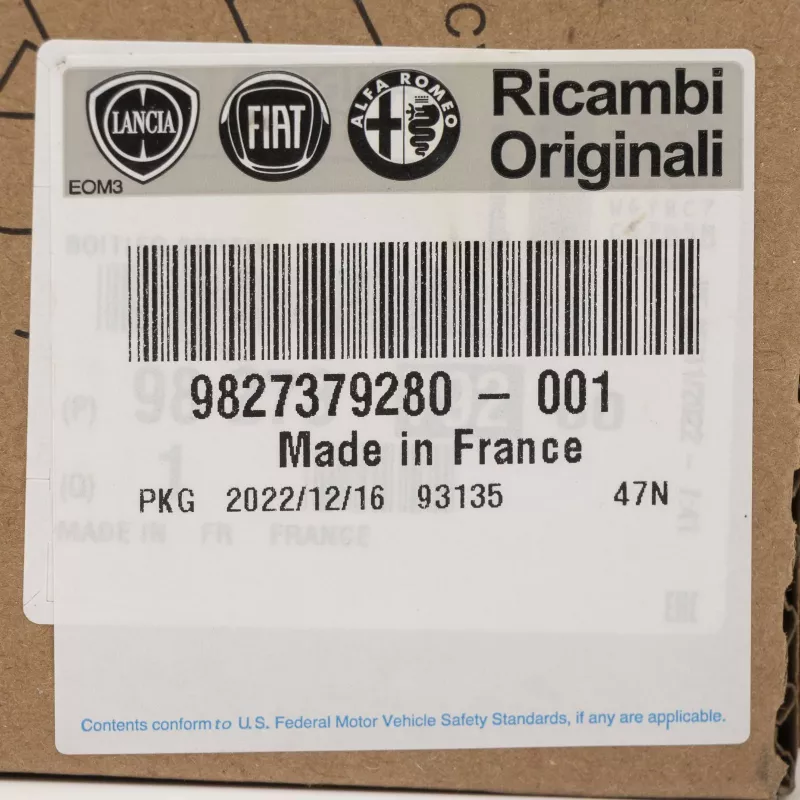 LANCIA
FIAT
ALFA ROMEO
Ricambi
Originali
EOM3
9827379280 - 001
Made in France
PKG 2022/12/16 93135 47N
(P)
(Q) 1
MADE IN FR FRANCE
Contents conform to U.S. Federal Motor Vehicle Safety Standards, if any are applicable.